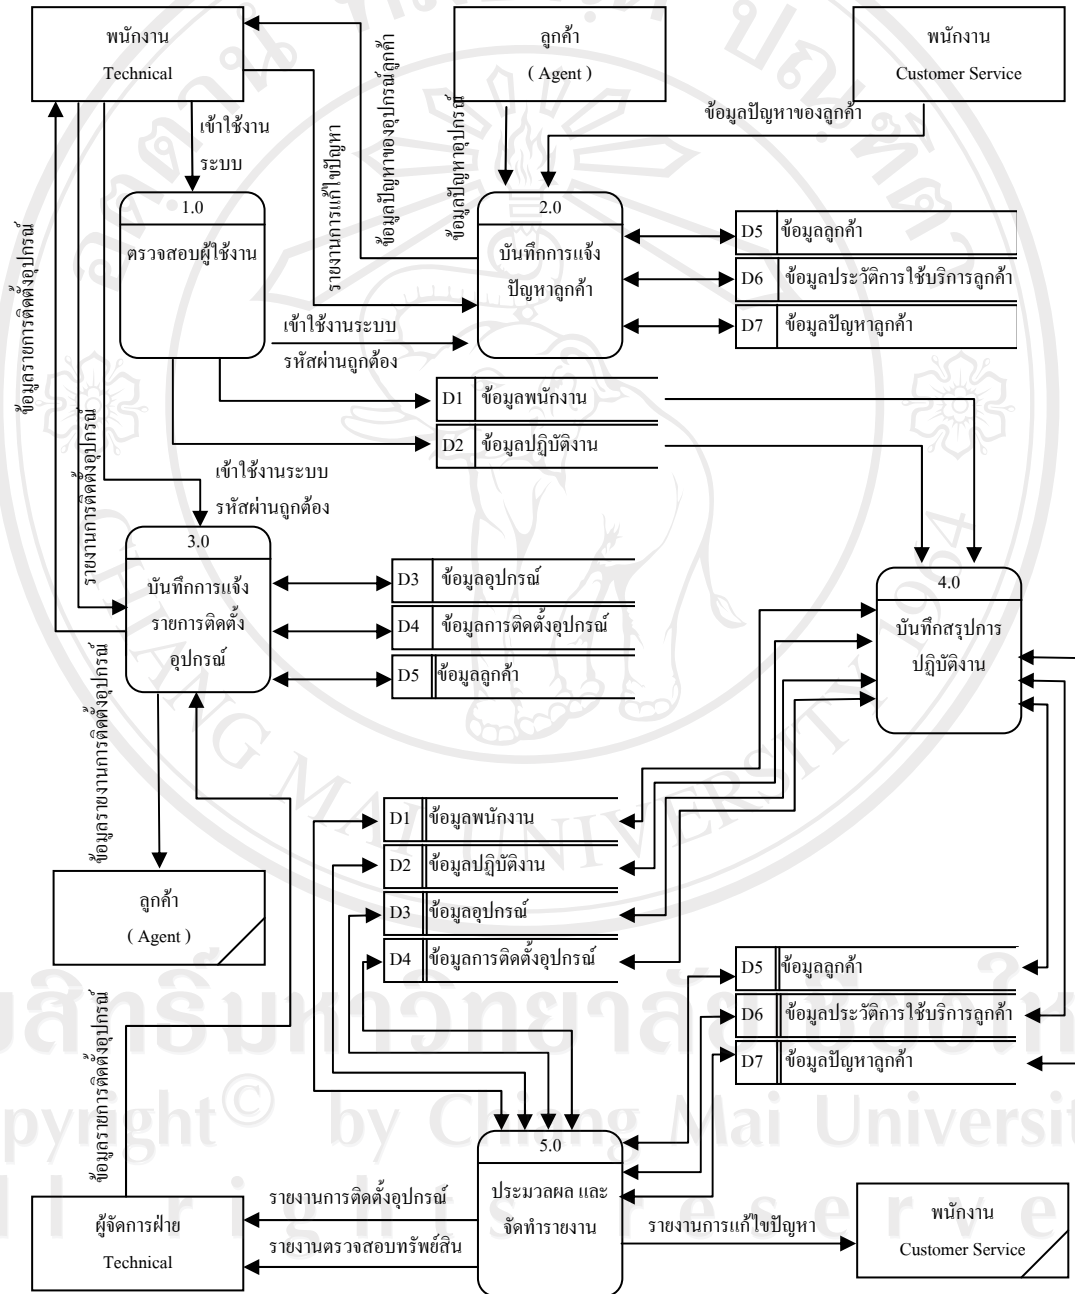 พนักงาน
Technical
ลูกค้า
( Agent )
พนักงาน
Customer Service
เข้าใช้งาน
ระบบ
รายงานการแก้ไขปัญหา
ข้อมูลปัญหาของอุปกรณ์ลูกค้า
ข้อมูลปัญหาอุปกรณ์
ข้อมูลปัญหาของลูกค้า
1.0
ตรวจสอบผู้ใช้งาน
2.0
บันทึกการแจ้ง
ปัญหาลูกค้า
D5 ข้อมูลลูกค้า
D6 ข้อมูลประวัติการใช้บริการลูกค้า
D7 ข้อมูลปัญหาลูกค้า
เข้าใช้งานระบบ
รหัสผ่านถูกต้อง
D1 ข้อมูลพนักงาน
D2 ข้อมูลปฏิบัติงาน
ข้อมูลรายการติดตั้งอุปกรณ์
รายงานการติดตั้งอุปกรณ์
เข้าใช้งานระบบ
รหัสผ่านถูกต้อง
3.0
บันทึกการแจ้ง
รายการติดตั้ง
อุปกรณ์
D3 ข้อมูลอุปกรณ์
D4 ข้อมูลการติดตั้งอุปกรณ์
D5 ข้อมูลลูกค้า
4.0
บันทึกสรุปการ
ปฏิบัติงาน
ข้อมูลรายงานการติดตั้งอุปกรณ์
D1 ข้อมูลพนักงาน
D2 ข้อมูลปฏิบัติงาน
D3 ข้อมูลอุปกรณ์
D4 ข้อมูลการติดตั้งอุปกรณ์
ลูกค้า
( Agent )
D5 ข้อมูลลูกค้า
D6 ข้อมูลประวัติการใช้บริการลูกค้า
D7 ข้อมูลปัญหาลูกค้า
ข้อมูลรายการติดตั้งอุปกรณ์
5.0
ประมวลผล และ
จัดทำรายงาน
ผู้จัดการฝ่าย
Technical
รายงานการติดตั้งอุปกรณ์
รายงานตรวจสอบทรัพย์สิน
รายงานการแก้ไขปัญหา
พนักงาน
Customer Service
CHIANG MAI UNIVERSITY 1964
opyright© by Chiang Mai Universit
l l r i g h t s r e s e r v e